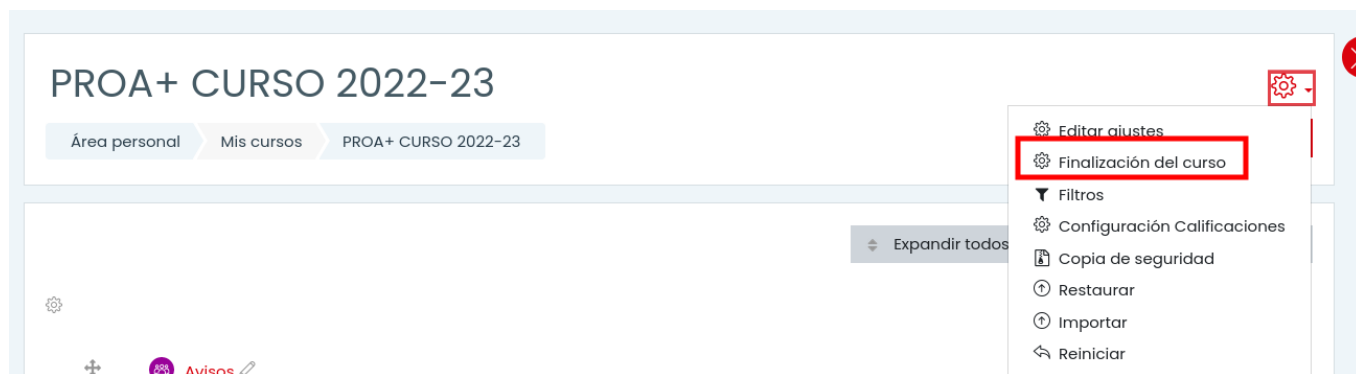 PROA+ CURSO 2022-23
Área personal Mis cursos PROA+ CURSO 2022-23
Editar ajustes
Finalización del curso
Filtros
Configuración Calificaciones
Copia de seguridad
Restaurar
Importar
Reiniciar
Expandir todos
Avisos